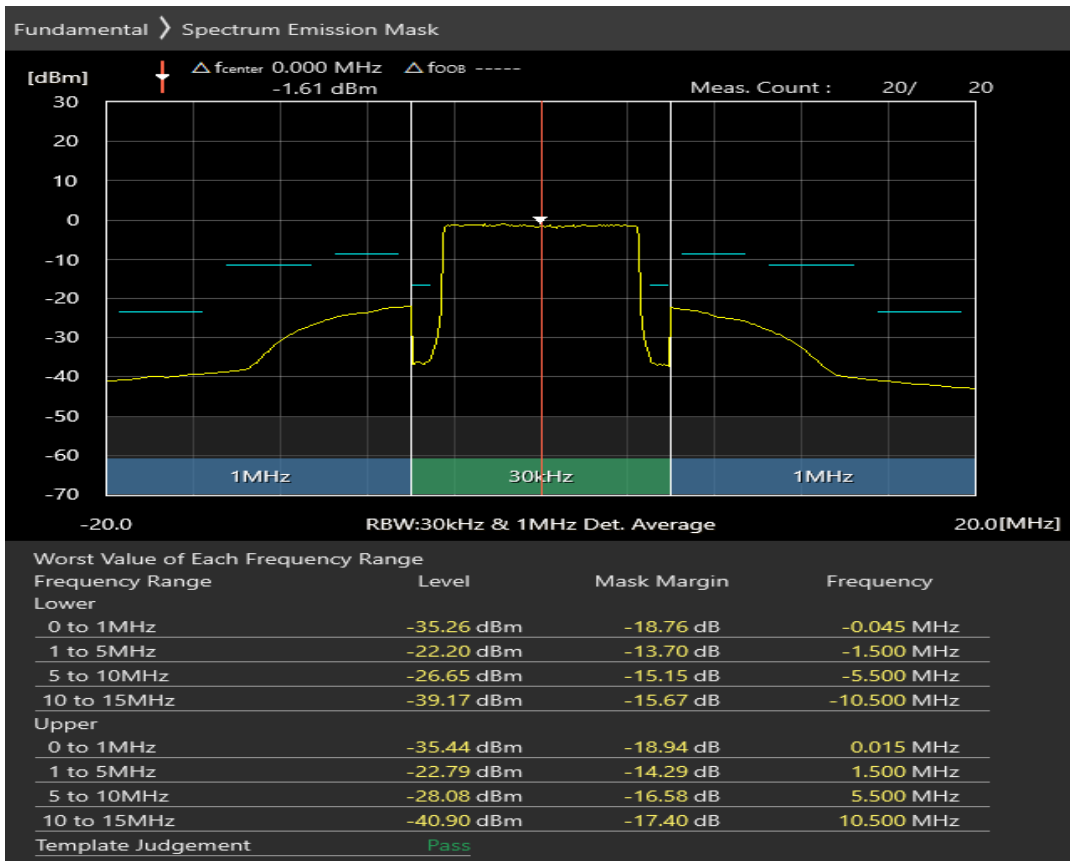 Fundamental 〉 Spectrum Emission Mask
[dBm] △ fcenter 0.000 MHz △ fOOB -----
-1.61 dBm Meas. Count : 20/ 20
30
20
10
0
-10
-20
-30
-40
-50
-60
1MHz 30kHz 1MHz
-70
-20.0 RBW:30kHz & 1MHz Det. Average 20.0[MHz]
Worst Value of Each Frequency Range
Frequency Range Level Mask Margin Frequency
Lower
0 to 1MHz -35.26 dBm -18.76 dB -0.045 MHz
1 to 5MHz -22.20 dBm -13.70 dB -1.500 MHz
5 to 10MHz -26.65 dBm -15.15 dB -5.500 MHz
10 to 15MHz -39.17 dBm -15.67 dB -10.500 MHz
Upper
0 to 1MHz -35.44 dBm -18.94 dB 0.015 MHz
1 to 5MHz -22.79 dBm -14.29 dB 1.500 MHz
5 to 10MHz -28.08 dBm -16.58 dB 5.500 MHz
10 to 15MHz -40.90 dBm -17.40 dB 10.500 MHz
Template Judgement Pass